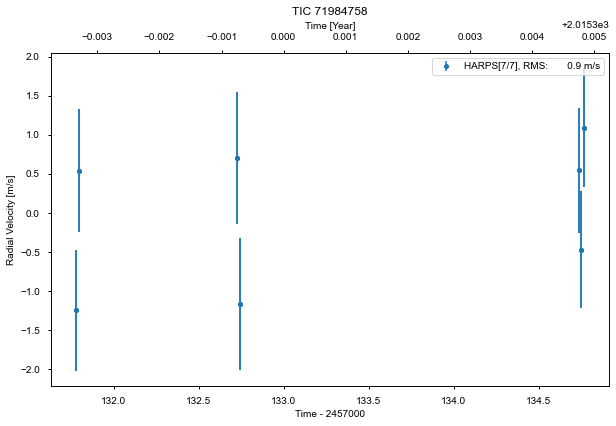 TIC 71984758
Time [Year]
+2.0153e3
−0.003 −0.002 −0.001 0.000 0.001 0.002 0.003 0.004 0.005
HARPS[7/7], RMS: 0.9 m/s
2.0
1.5
1.0
0.5
0.0
−0.5
−1.0
−1.5
−2.0
Radial Velocity [m/s]
132.0 132.5 133.0 133.5 134.0 134.5
Time - 2457000